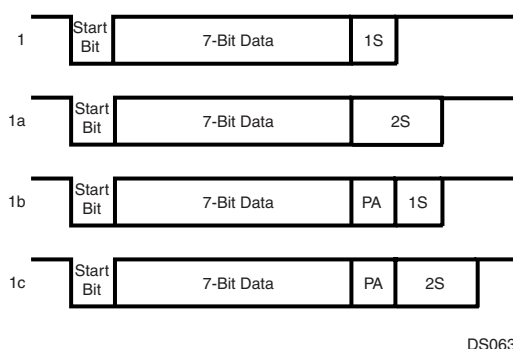 1 Start Bit 7-Bit Data 1S
1a Start Bit 7-Bit Data 2S
1b Start Bit 7-Bit Data PA 1S
1c Start Bit 7-Bit Data PA 2S
DS063